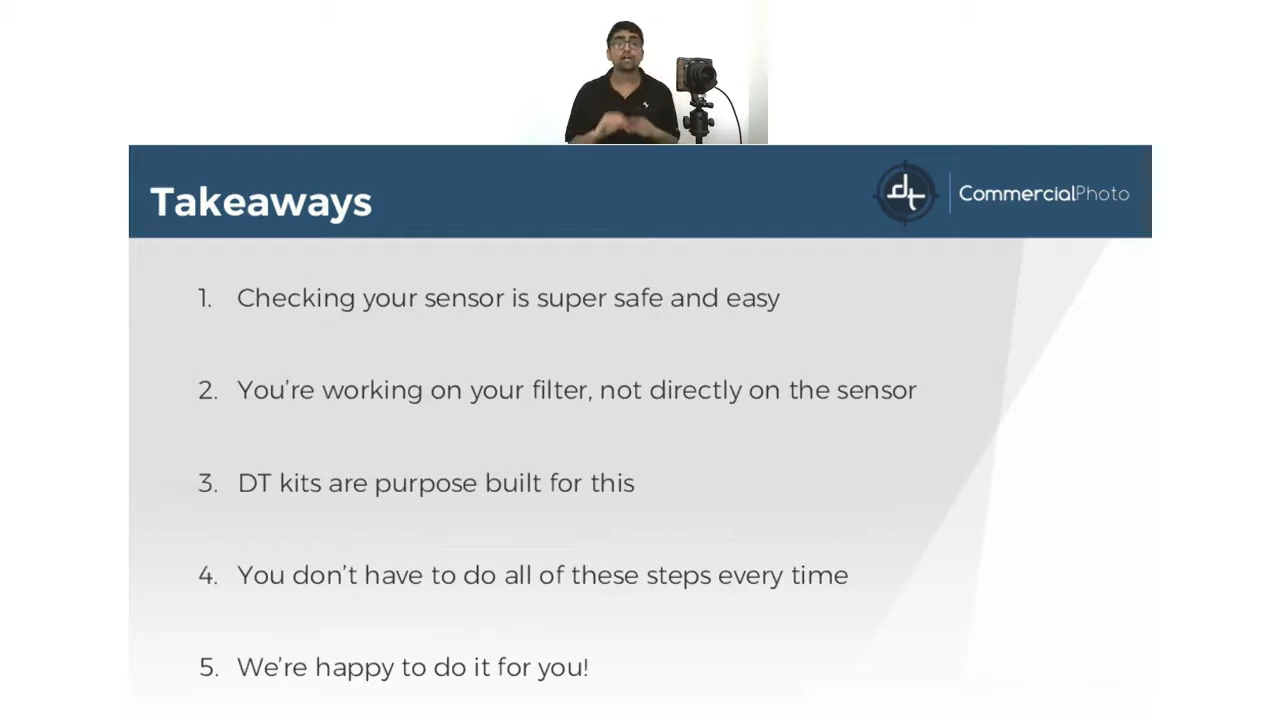 Takeaways
dt CommercialPhoto
1. Checking your sensor is super safe and easy
2. You're working on your filter, not directly on the sensor
3. DT kits are purpose built for this
4. You don't have to do all of these steps every time
5. We're happy to do it for you!